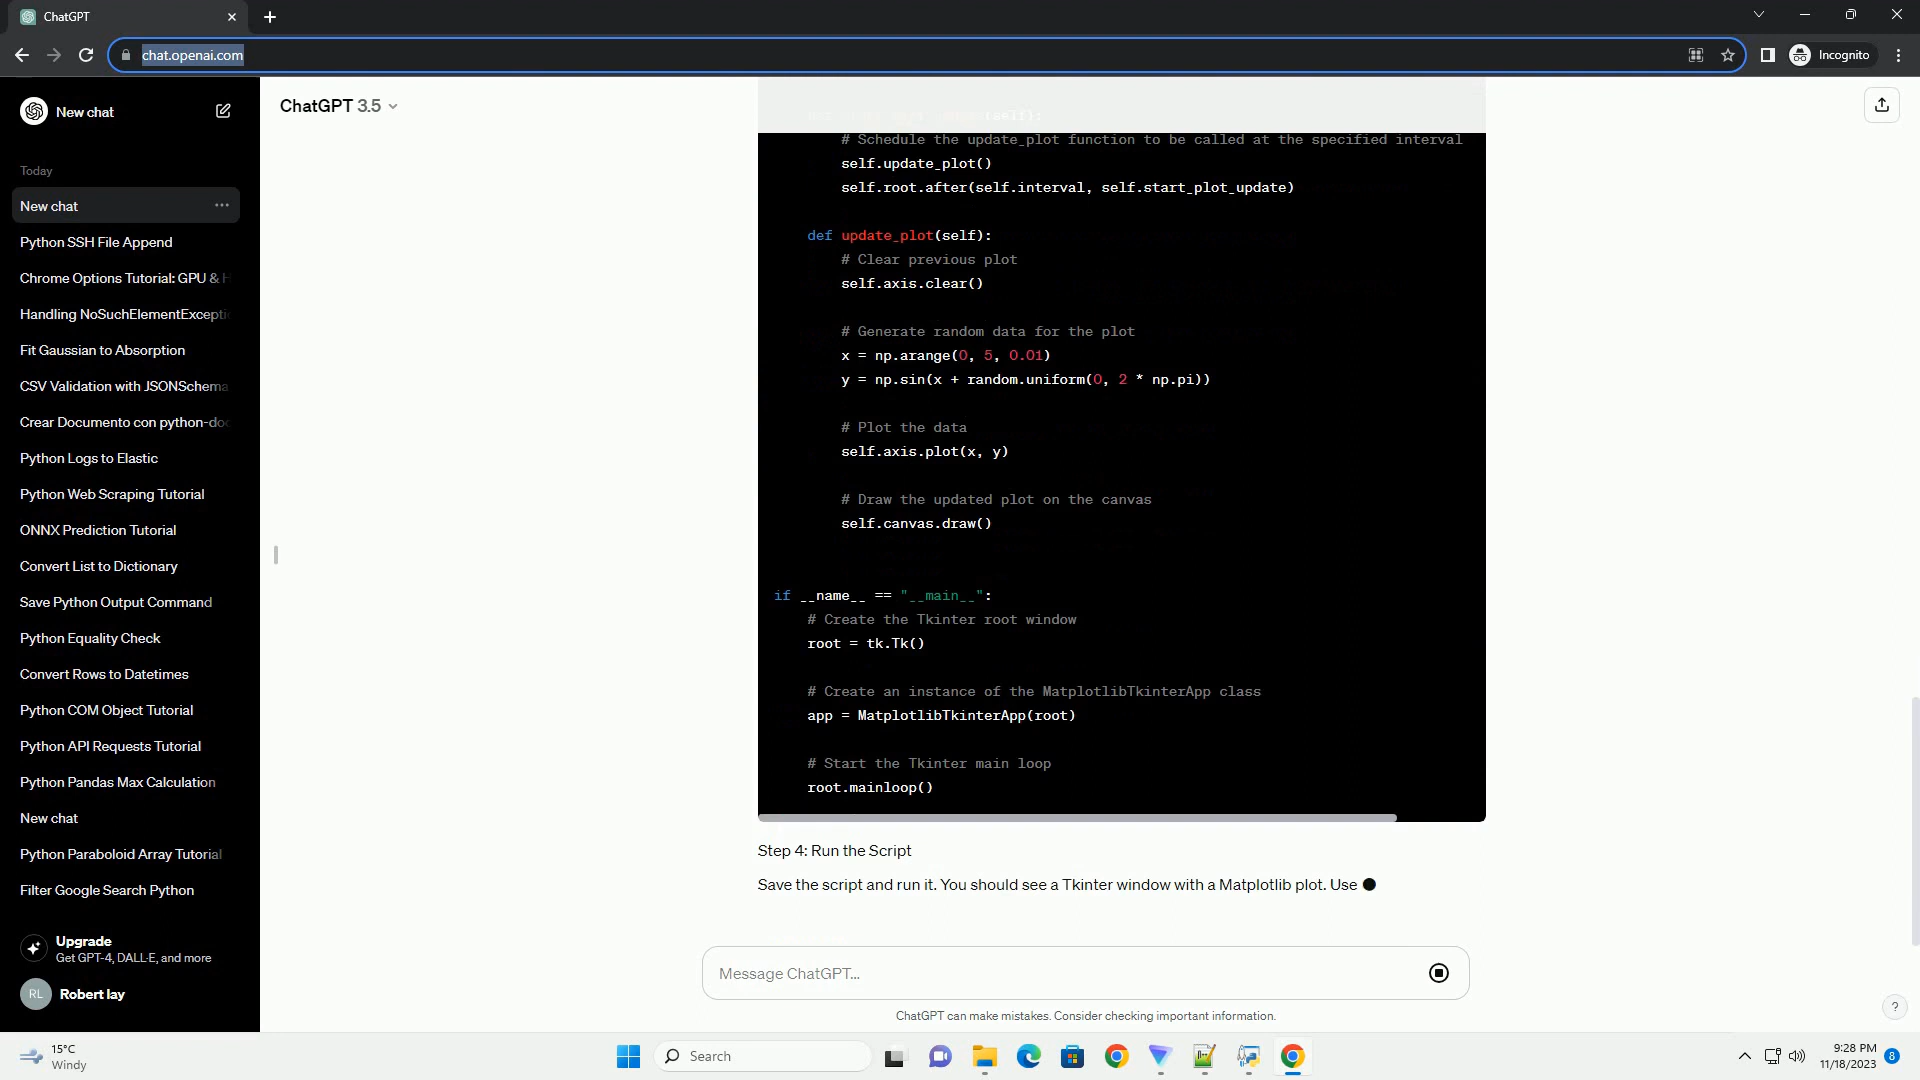 ChatGPT
chat.openai.com
Incognito
New chat
ChatGPT 3.5
Today
New chat
Python SSH File Append
Chrome Options Tutorial: GPU & H
Handling NoSuchElementExcepti
Fit Gaussian to Absorption
CSV Validation with JSONSchema
Crear Documento con python-doc
Python Logs to Elastic
Python Web Scraping Tutorial
ONNX Prediction Tutorial
Convert List to Dictionary
Save Python Output Command
Python Equality Check
Convert Rows to Datetimes
Python COM Object Tutorial
Python API Requests Tutorial
Python Pandas Max Calculation
New chat
Python Paraboloid Array Tutorial
Filter Google Search Python
Upgrade
Get GPT-4, DALL·E, and more
RL
Robert lay
(self):
# Schedule the update_plot function to be called at the specified interval
self.update_plot()
self.root.after(self.interval, self.start_plot_update)
def update_plot(self):
# Clear previous plot
self.axis.clear()
# Generate random data for the plot
x = np.arange(0, 5, 0.01)
y = np.sin(x + random.uniform(0, 2 * np.pi))
# Plot the data
self.axis.plot(x, y)
# Draw the updated plot on the canvas
self.canvas.draw()
if __name__ == "__main__":
# Create the Tkinter root window
root = tk.Tk()
# Create an instance of the MatplotlibTkinterApp class
app = MatplotlibTkinterApp(root)
# Start the Tkinter main loop
root.mainloop()
Step 4: Run the Script
Save the script and run it. You should see a Tkinter window with a Matplotlib plot. Use
Message ChatGPT...
ChatGPT can make mistakes. Consider checking important information.
?
15°C
Windy
Search
9:28 PM
11/18/2023
8